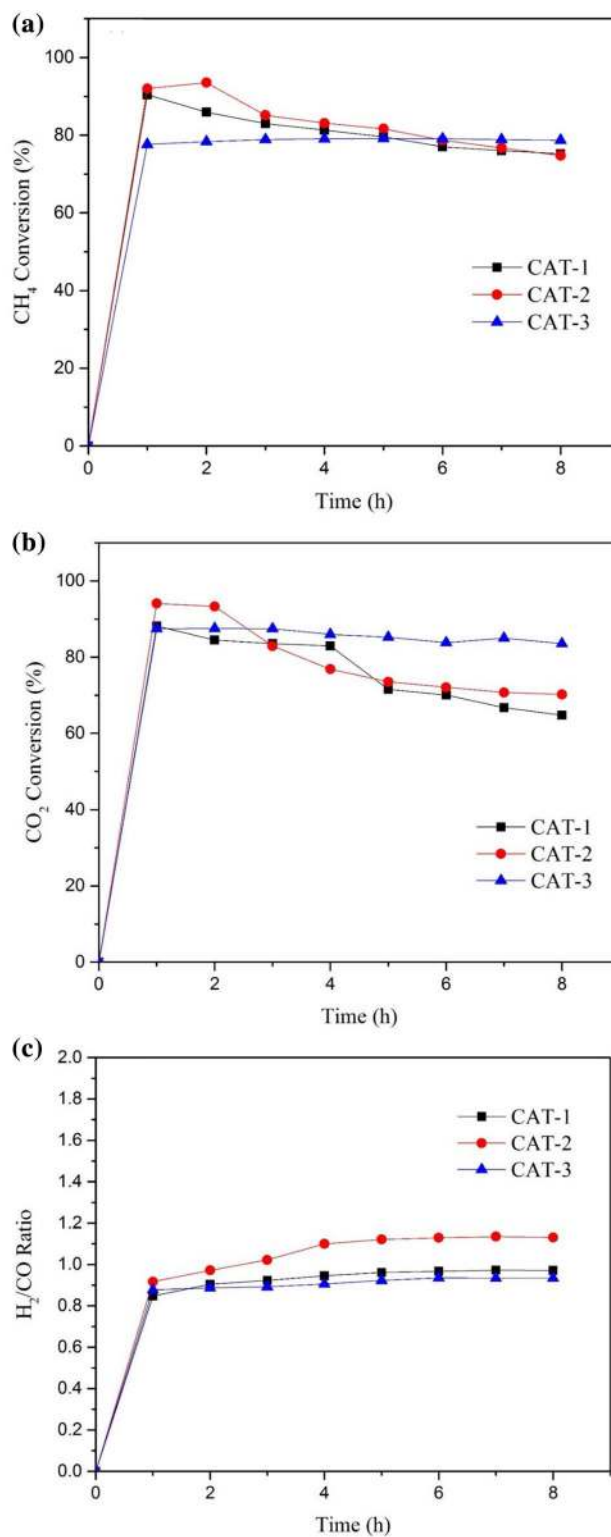 (a)
100
80
60
40
20
0
CH₄ Conversion (%)
CAT-1
CAT-2
CAT-3
0 2 4 6 8
Time (h)
(b)
100
80
60
40
20
0
CO₂ Conversion (%)
CAT-1
CAT-2
CAT-3
0 2 4 6 8
Time (h)
(c)
2.0
1.8
1.6
1.4
1.2
1.0
0.8
0.6
0.4
0.2
0.0
H₂/CO Ratio
CAT-1
CAT-2
CAT-3
0 2 4 6 8
Time (h)